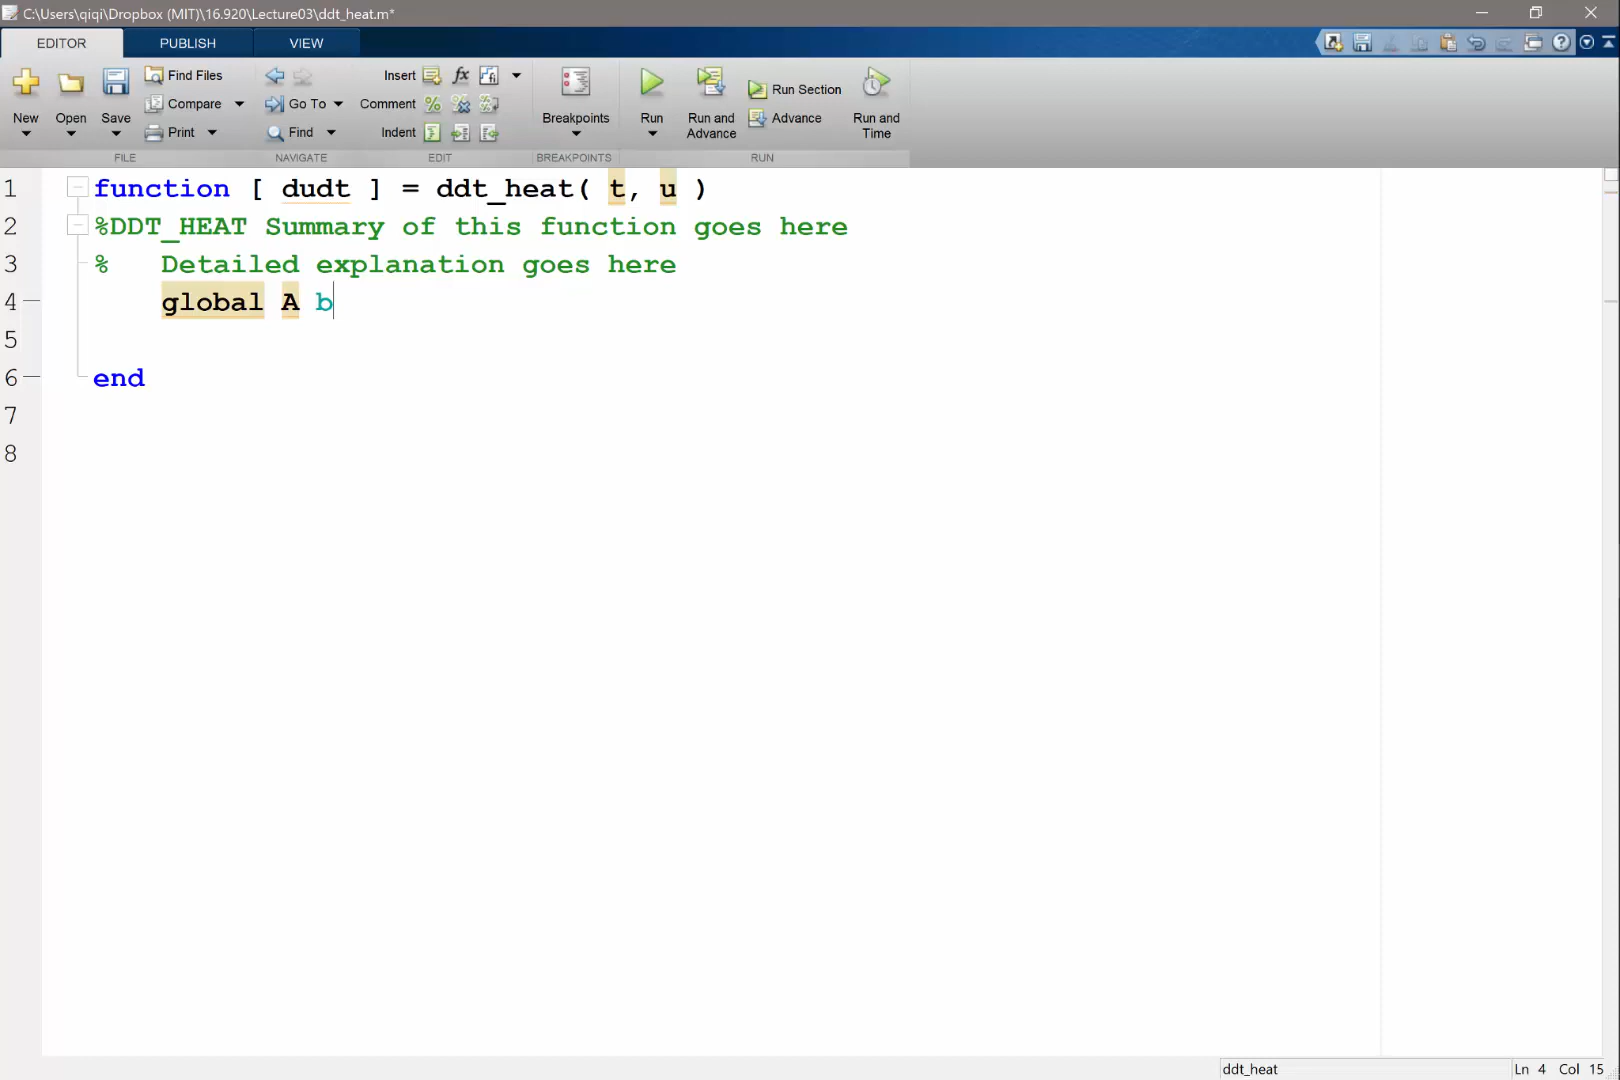 C:\Users\qiqi\Dropbox (MIT)\16.920\Lecture03\ddt_heat.m*
EDITOR PUBLISH VIEW
New Open Save
Find Files
Compare
Print
Go To
Find
Insert
Comment
Indent
Breakpoints
Run
Run and Advance
Run Section
Advance
Run and Time
FILE NAVIGATE EDIT BREAKPOINTS RUN
1 function [ dudt ] = ddt_heat( t, u )
2 %DDT_HEAT Summary of this function goes here
3 % Detailed explanation goes here
4 global A b
5
6 end
7
8
ddt_heat Ln 4 Col 15